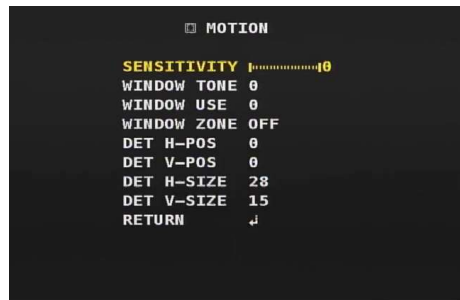 MOTION
SENSITIVITY 0
WINDOW TONE 0
WINDOW USE 0
WINDOW ZONE OFF
DET H-POS 0
DET V-POS 0
DET H-SIZE 28
DET V-SIZE 15
RETURN ↲